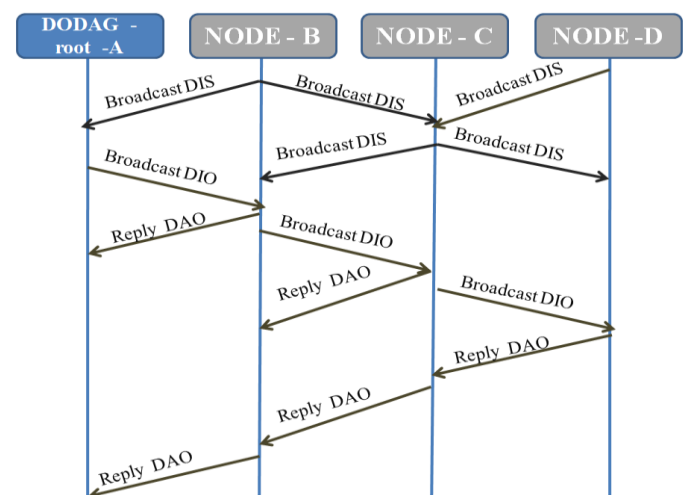 DODAG -
root -A
NODE - B
NODE - C
NODE -D
Broadcast DIS
Broadcast DIS
Broadcast DIS
Broadcast DIS
Broadcast DIS
Broadcast DIO
Reply DAO
Broadcast DIO
Reply DAO
Broadcast DIO
Reply DAO
Reply DAO
Reply DAO